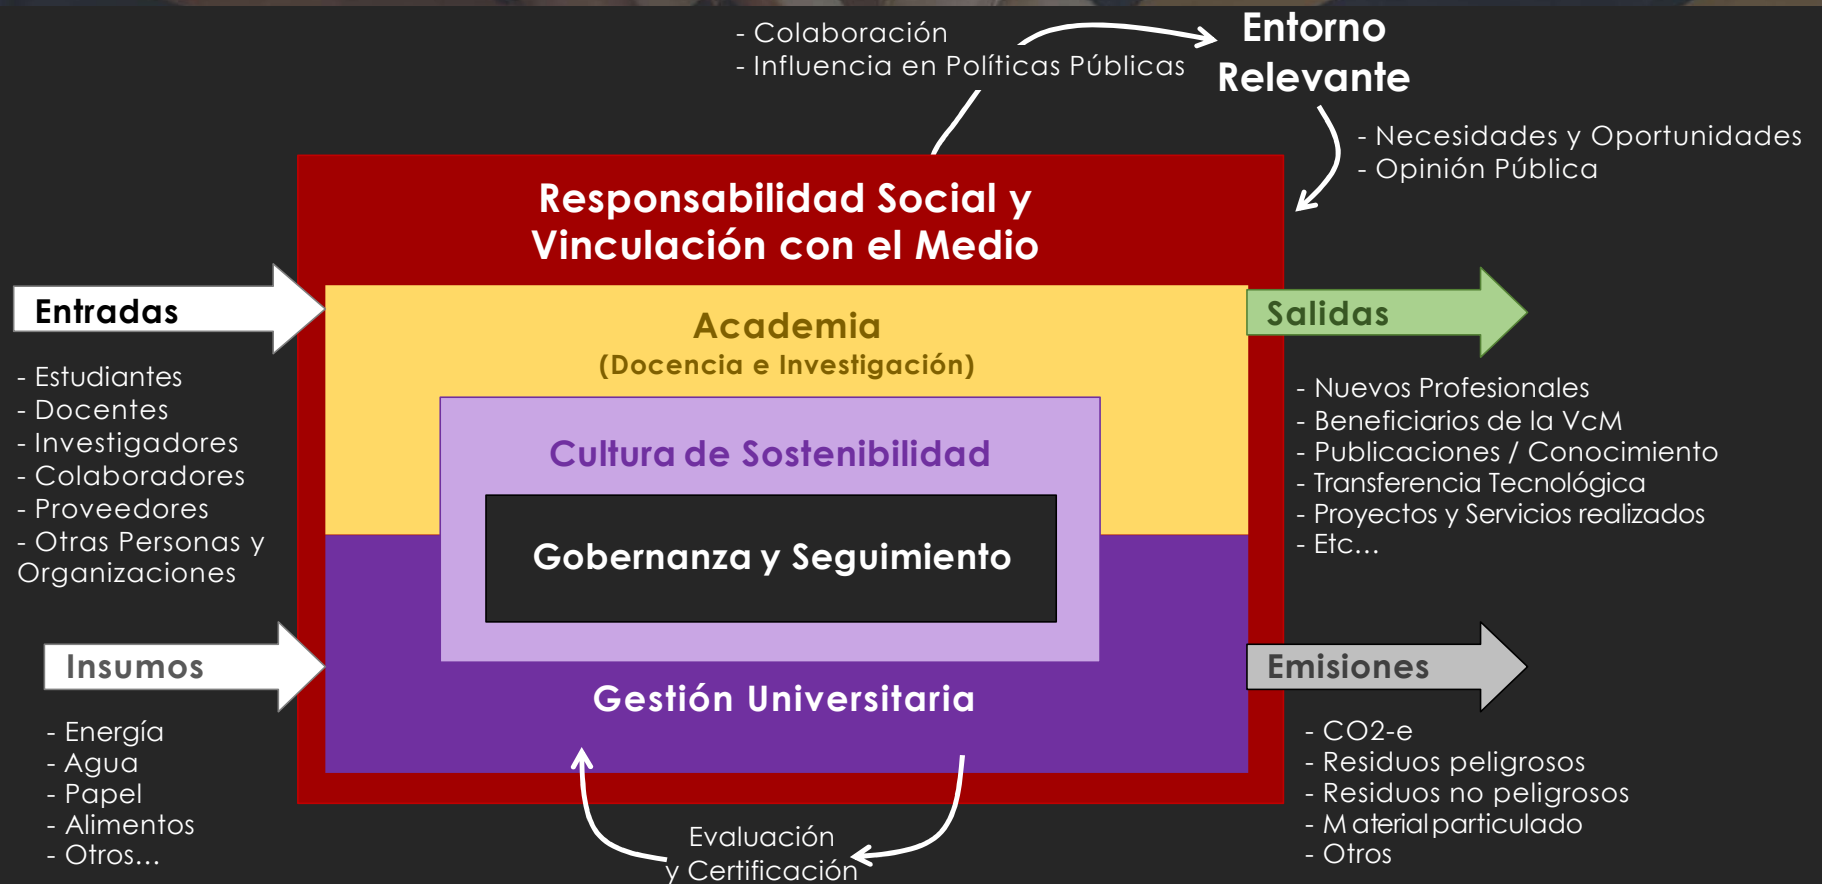 - Colaboración
- Influencia en Políticas Públicas
Entorno
Relevante
- Necesidades y Oportunidades
- Opinión Pública
Responsabilidad Social y
Vinculación con el Medio
Entradas
- Estudiantes
- Docentes
- Investigadores
- Colaboradores
- Proveedores
- Otras Personas y
Organizaciones
Insumos
- Energía
- Agua
- Papel
- Alimentos
- Otros...
Academia
(Docencia e Investigación)
Cultura de Sostenibilidad
Gobernanza y Seguimiento
Gestión Universitaria
Evaluación
y Certificación
Salidas
- Nuevos Profesionales
- Beneficiarios de la VcM
- Publicaciones / Conocimiento
- Transferencia Tecnológica
- Proyectos y Servicios realizados
- Etc...
Emisiones
- CO2-e
- Residuos peligrosos
- Residuos no peligrosos
- Material particulado
- Otros